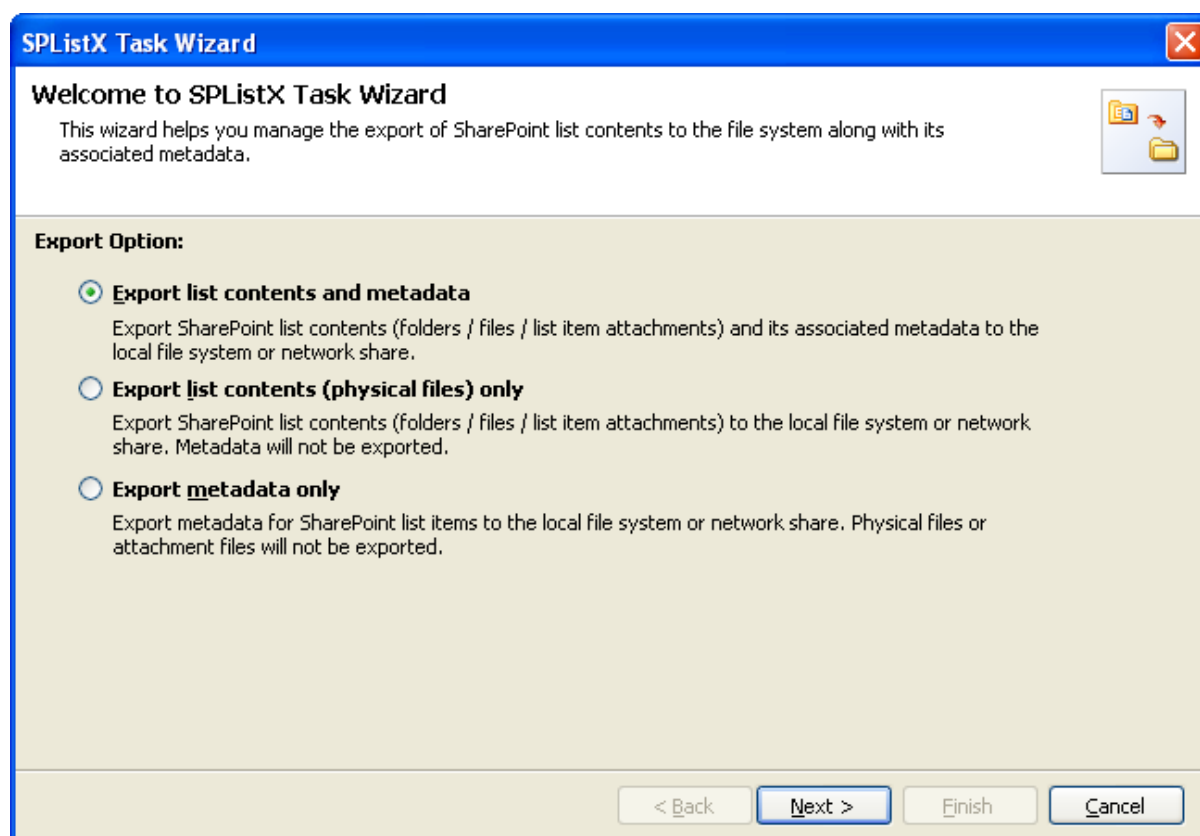 SPListX Task Wizard
Welcome to SPListX Task Wizard
This wizard helps you manage the export of SharePoint list contents to the file system along with its
associated metadata.
Export Option:
Export list contents and metadata
Export SharePoint list contents (folders / files / list item attachments) and its associated metadata to the
local file system or network share.
Export list contents (physical files) only
Export SharePoint list contents (folders / files / list item attachments) to the local file system or network
share. Metadata will not be exported.
Export metadata only
Export metadata for SharePoint list items to the local file system or network share. Physical files or
attachment files will not be exported.
< Back Next > Finish Cancel